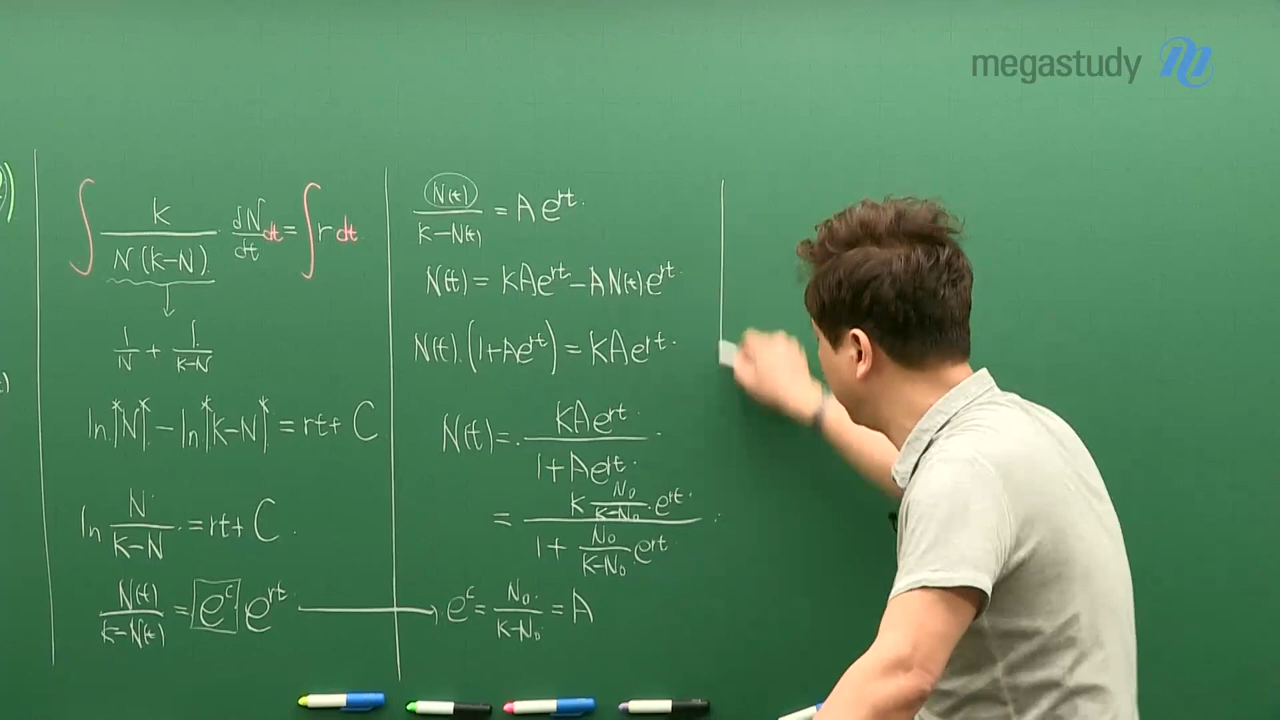 megastudy
∫ K/(N(K-N)) · dN/dt dt = ∫ r dt
1/N + 1/(K-N)
ln|N| - ln|K-N| = rt + C
ln N/(K-N) = rt + C
N(t)/(K-N(t)) = e^c e^rt
N(t)/(K-N(t)) = A e^rt
N(t) = KAe^rt - AN(t)e^rt
N(t)·(1+Ae^rt) = KAe^rt
N(t) = KAe^rt/(1+Ae^rt)
= (K N₀/(K-N₀) · e^rt)/(1 + N₀/(K-N₀) e^rt)
e^c = N₀/(K-N₀) = A